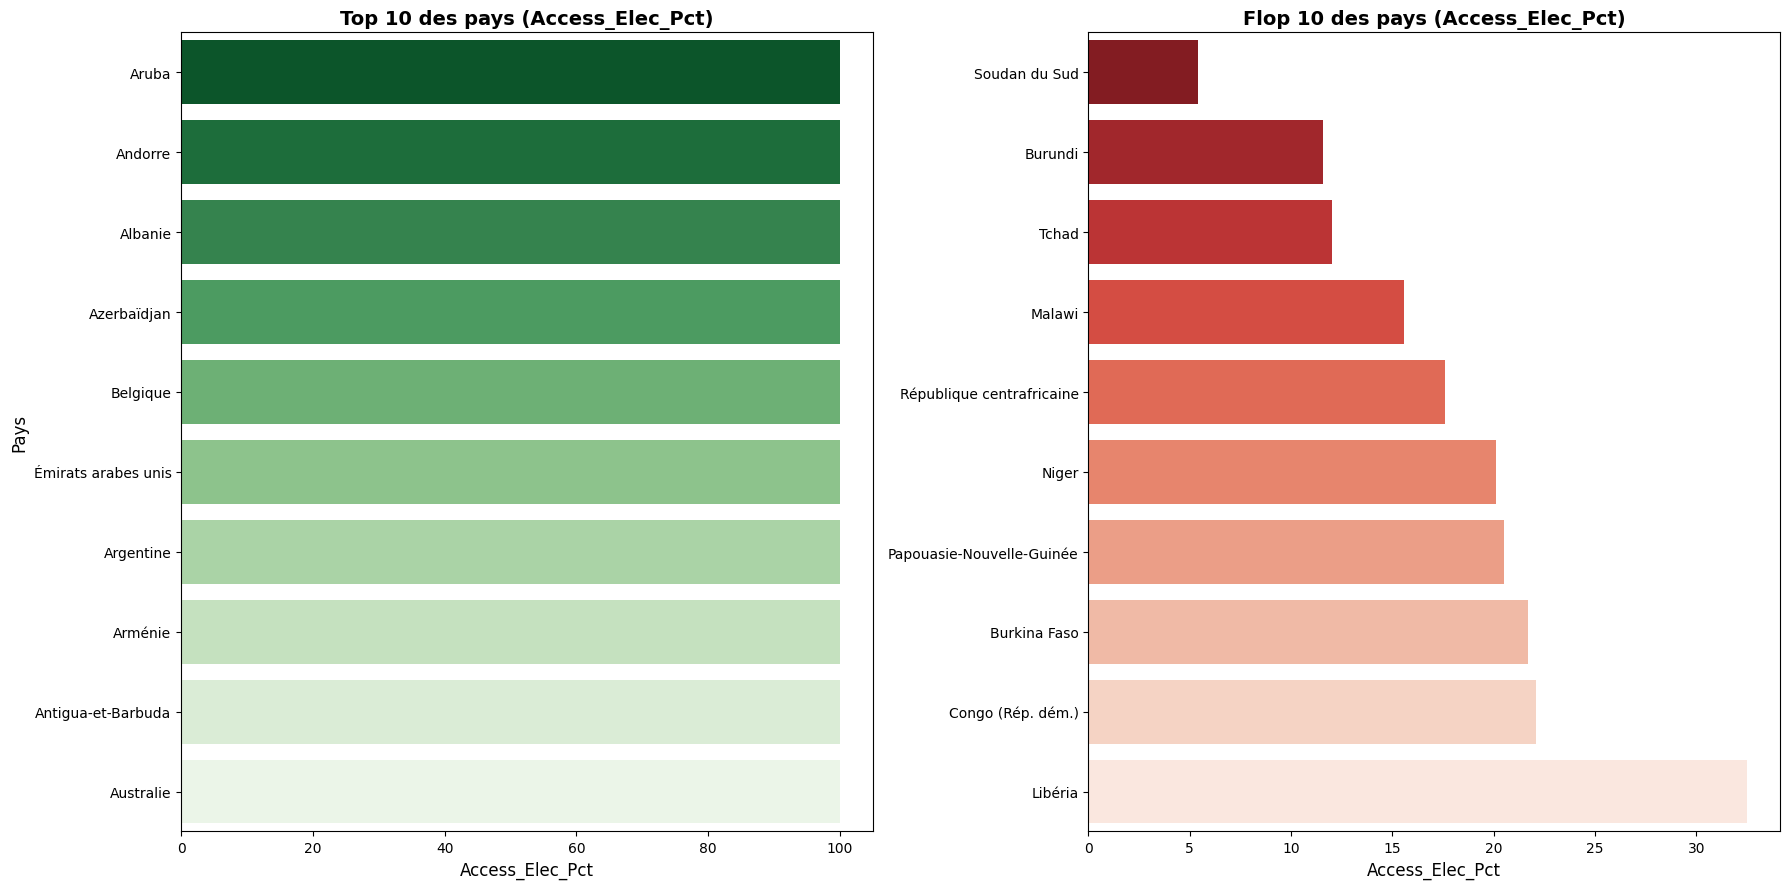 Top 10 des pays (Access_Elec_Pct)
Pays
Aruba
Andorre
Albanie
Azerbaïdjan
Belgique
Émirats arabes unis
Argentine
Arménie
Antigua-et-Barbuda
Australie
0 20 40 60 80 100
Access_Elec_Pct
Flop 10 des pays (Access_Elec_Pct)
Soudan du Sud
Burundi
Tchad
Malawi
République centrafricaine
Niger
Papouasie-Nouvelle-Guinée
Burkina Faso
Congo (Rép. dém.)
Libéria
0 5 10 15 20 25 30
Access_Elec_Pct